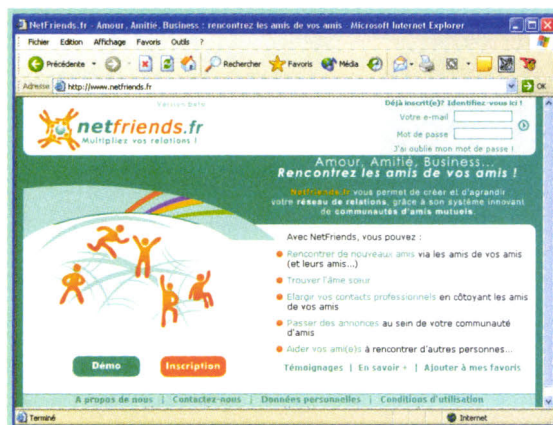 NetFriends.fr - Amour, Amitié, Business : rencontrez les amis de vos amis - Microsoft Internet Explorer
Fichier Edition Affichage Favoris Outils ?
Précédente Rechercher Favoris Média
Adresse http://www.netfriends.fr OK
Version beta
netfriends.fr
Multipliez vos relations !
Déjà inscrit(e)? Identifiez-vous ici !
Votre e-mail
Mot de passe
J'ai oublié mon mot de passe !
Amour, Amitié, Business...
Rencontrez les amis de vos amis !
Netfriends.fr vous permet de créer et d'agrandir
votre réseau de relations, grâce à son système innovant
de communautés d'amis mutuels.
Avec NetFriends, vous pouvez :
Rencontrer de nouveaux amis via les amis de vos amis
(et leurs amis...)
Trouver l'âme soeur
Elargir vos contacts professionnels en côtoyant les amis
de vos amis
Passer des annonces au sein de votre communauté
d'amis
Aider vos ami(e)s à rencontrer d'autres personnes...
Démo Inscription
Témoignages | En savoir + | Ajouter à mes favoris
A propos de nous | Contactez-nous | Données personnelles | Conditions d'utilisation
Terminé Internet